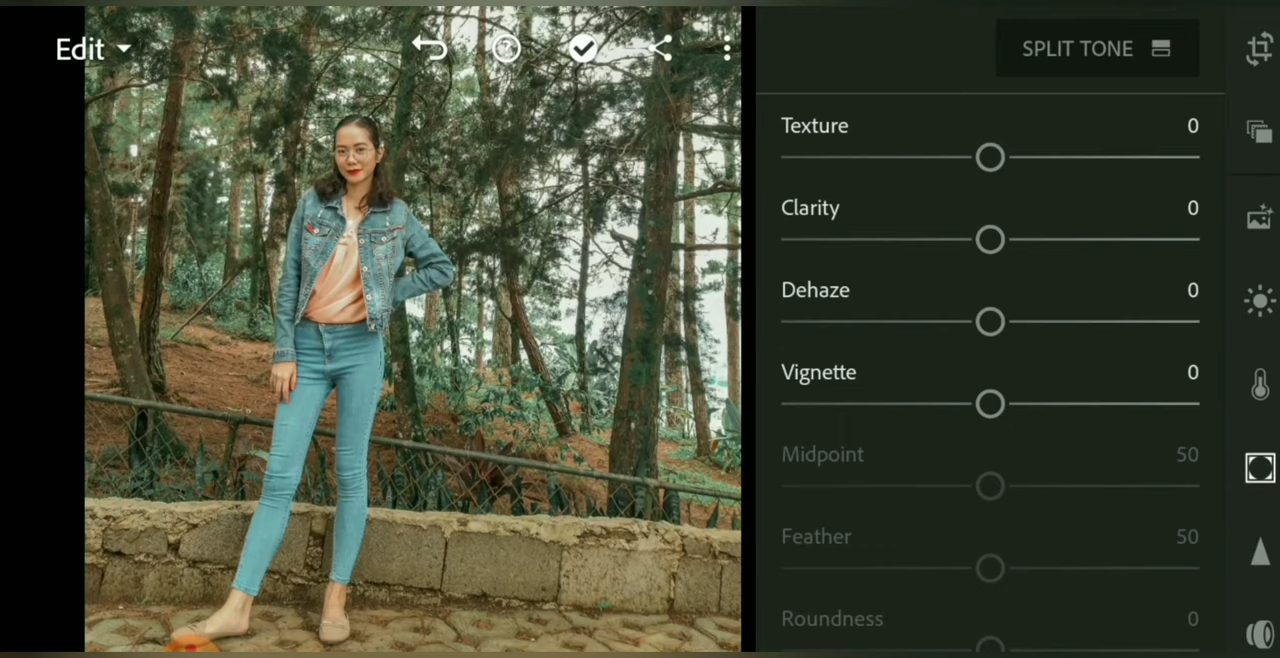 Edit
SPLIT TONE
Texture 0
Clarity 0
Dehaze 0
Vignette 0
Midpoint 50
Feather 50
Roundness 0